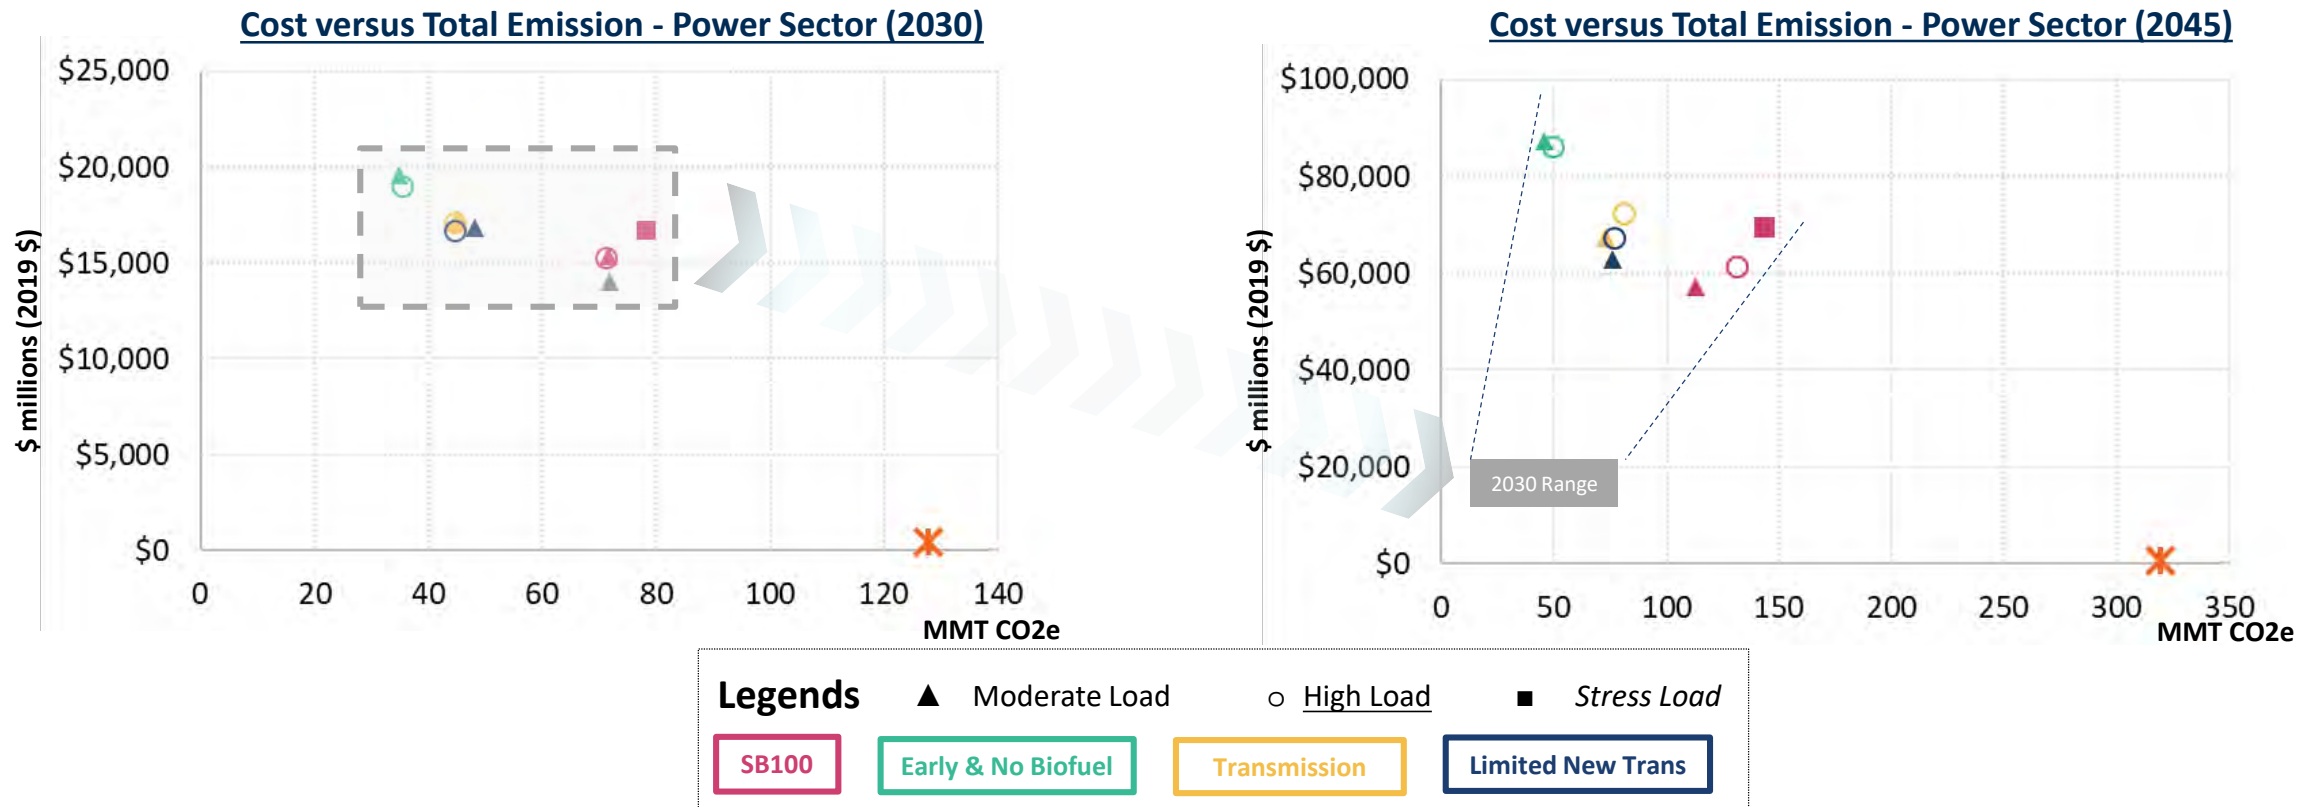 Cost versus Total Emission - Power Sector (2030)
$ millions (2019 $)
$25,000
$20,000
$15,000
$10,000
$5,000
$0
0 20 40 60 80 100 120 140
MMT CO2e
Cost versus Total Emission - Power Sector (2045)
$ millions (2019 $)
$100,000
$80,000
$60,000
$40,000
$20,000
$0
2030 Range
0 50 100 150 200 250 300 350
MMT CO2e
Legends Moderate Load High Load Stress Load
SB100 Early & No Biofuel Transmission Limited New Trans